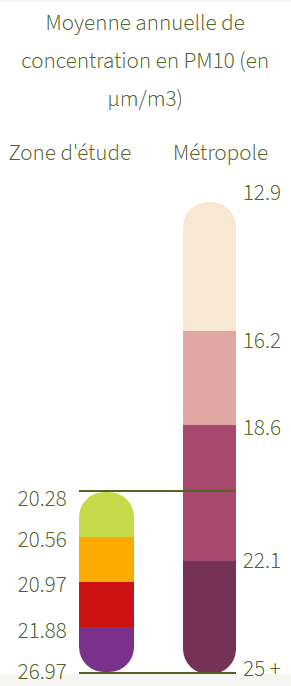 Moyenne annuelle de
concentration en PM10 (en
µm/m3)
Zone d'étude
Métropole
12.9
16.2
18.6
20.28
20.56
22.1
20.97
21.88
26.97
25 +